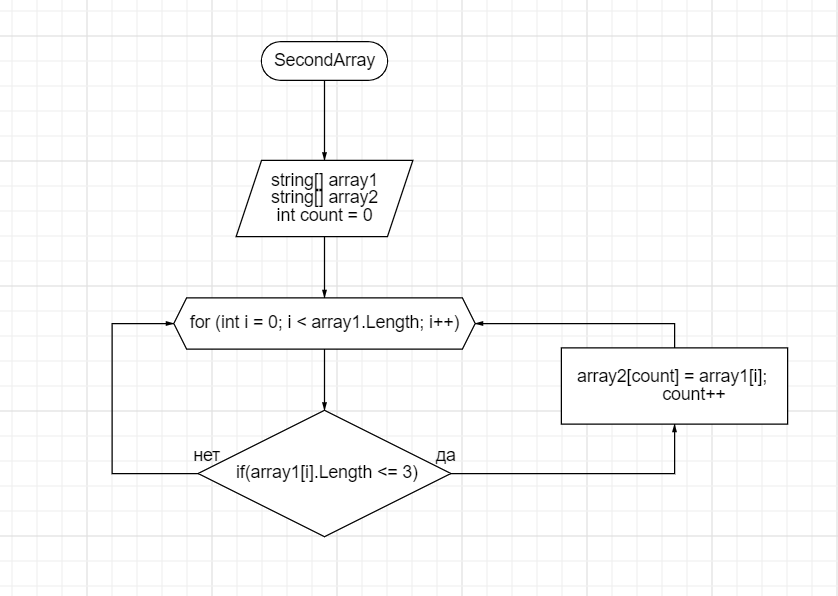 SecondArray
string[] array1
string[] array2
int count = 0
for (int i = 0; i < array1.Length; i++)
array2[count] = array1[i];
count++
нет
да
if(array1[i].Length <= 3)